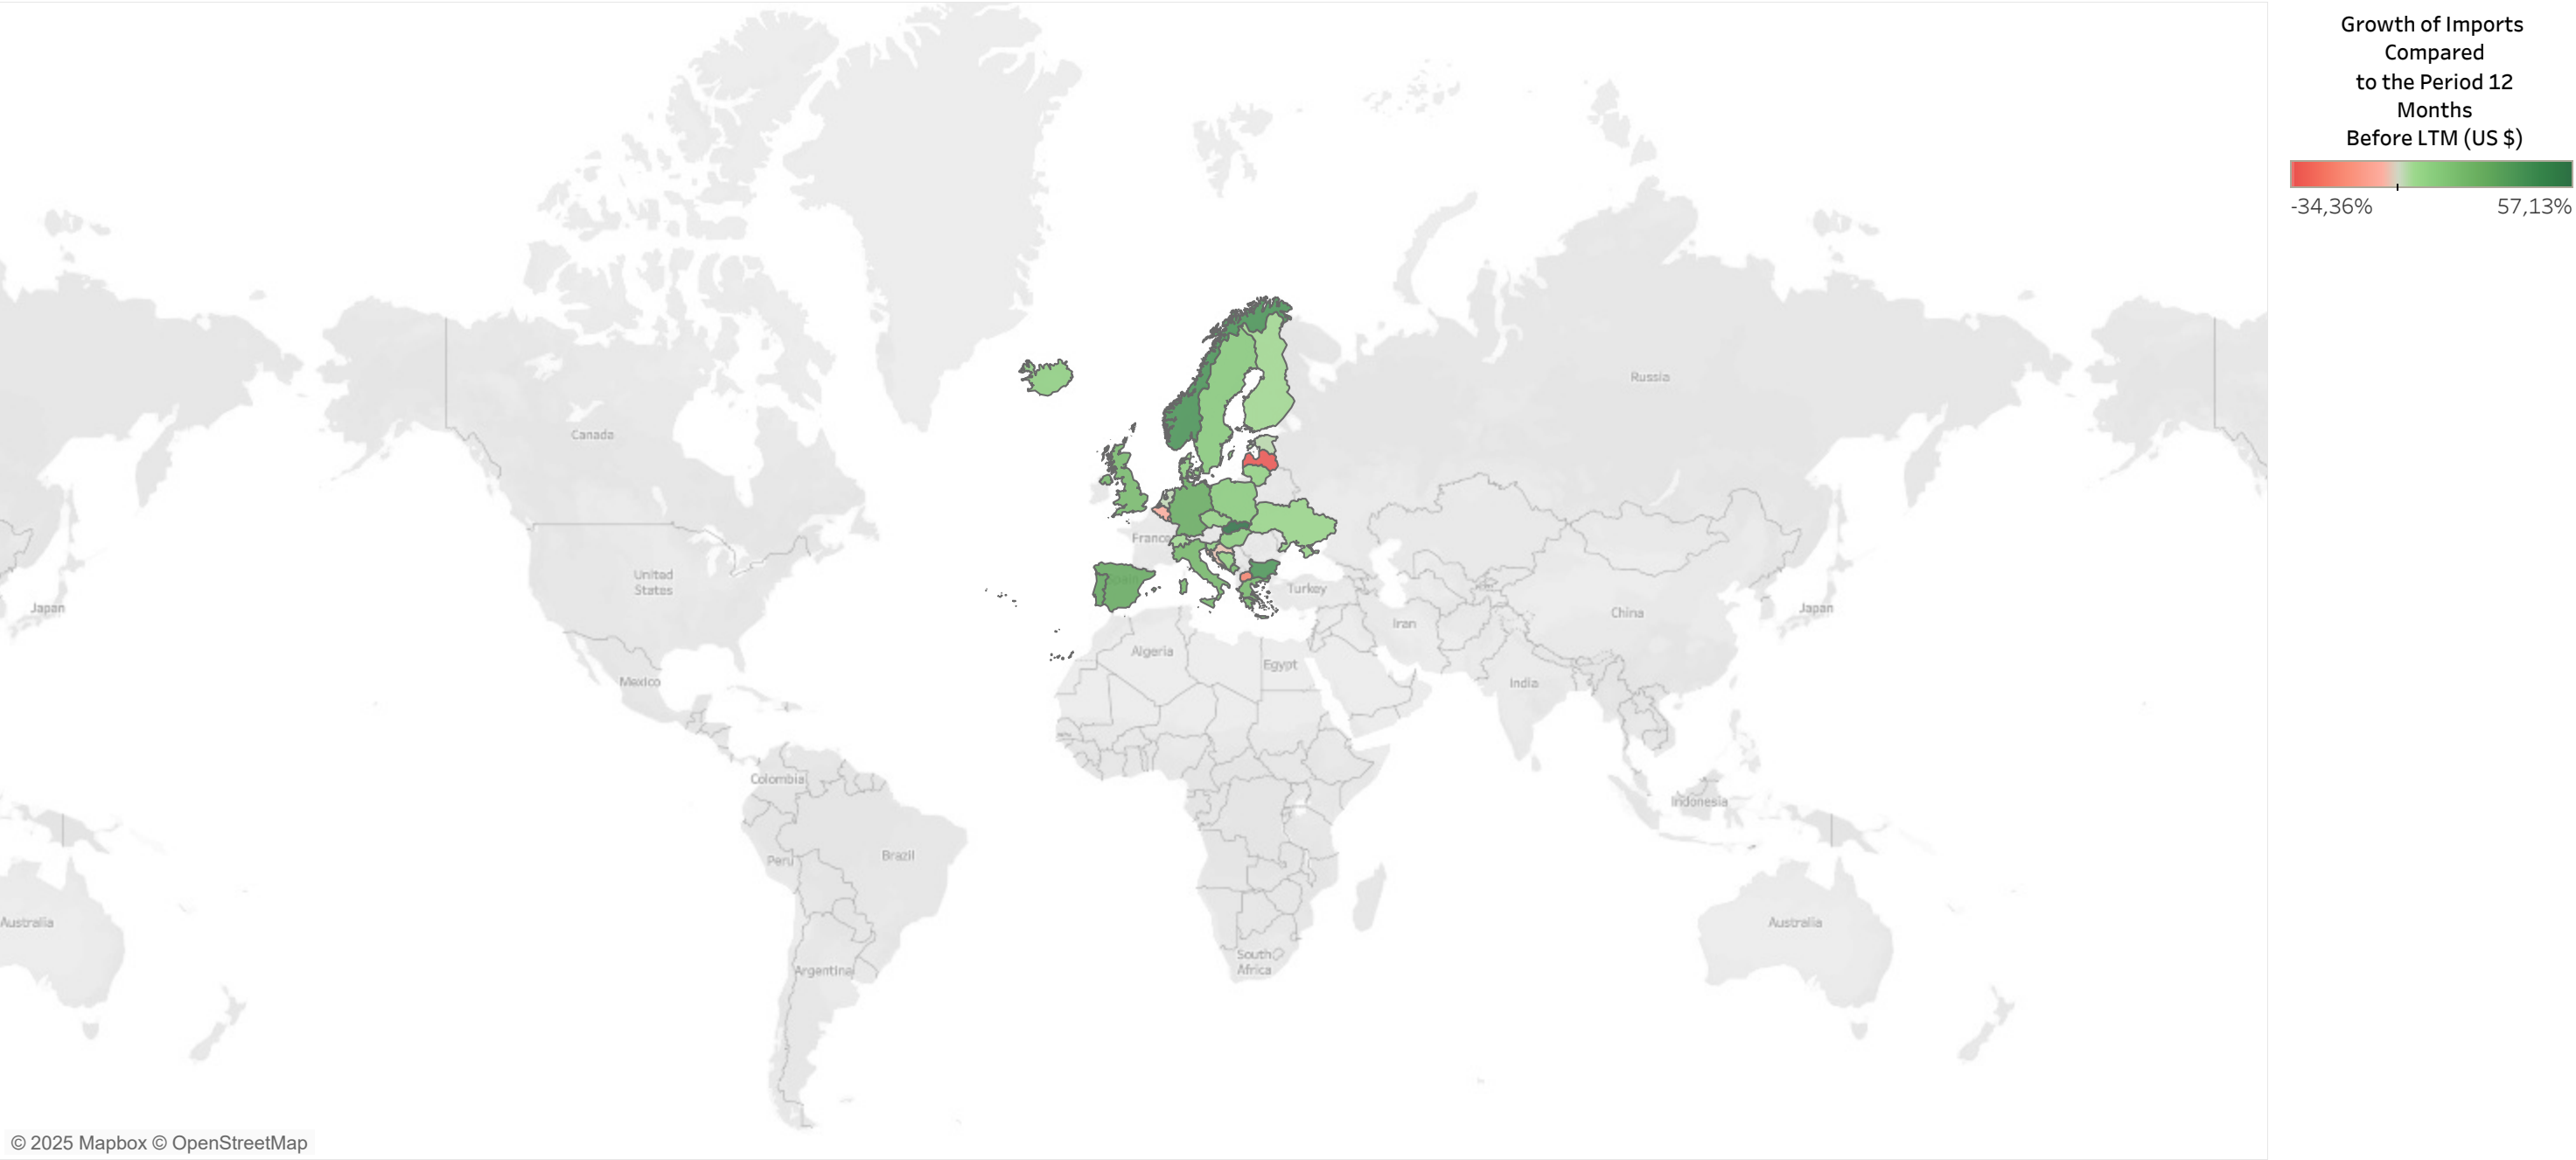 Growth of Imports
Compared
to the Period 12
Months
Before LTM (US $)
-34,36%
57,13%
Russia
Canada
France
United
States
Turkey
Japan
Japan
China
Iran
Algeria
Egypt
Mexico
India
Colombia
Indonesia
Peru
Brazil
Australia
Australia
South
Africa
Argentina
© 2025 Mapbox © OpenStreetMap